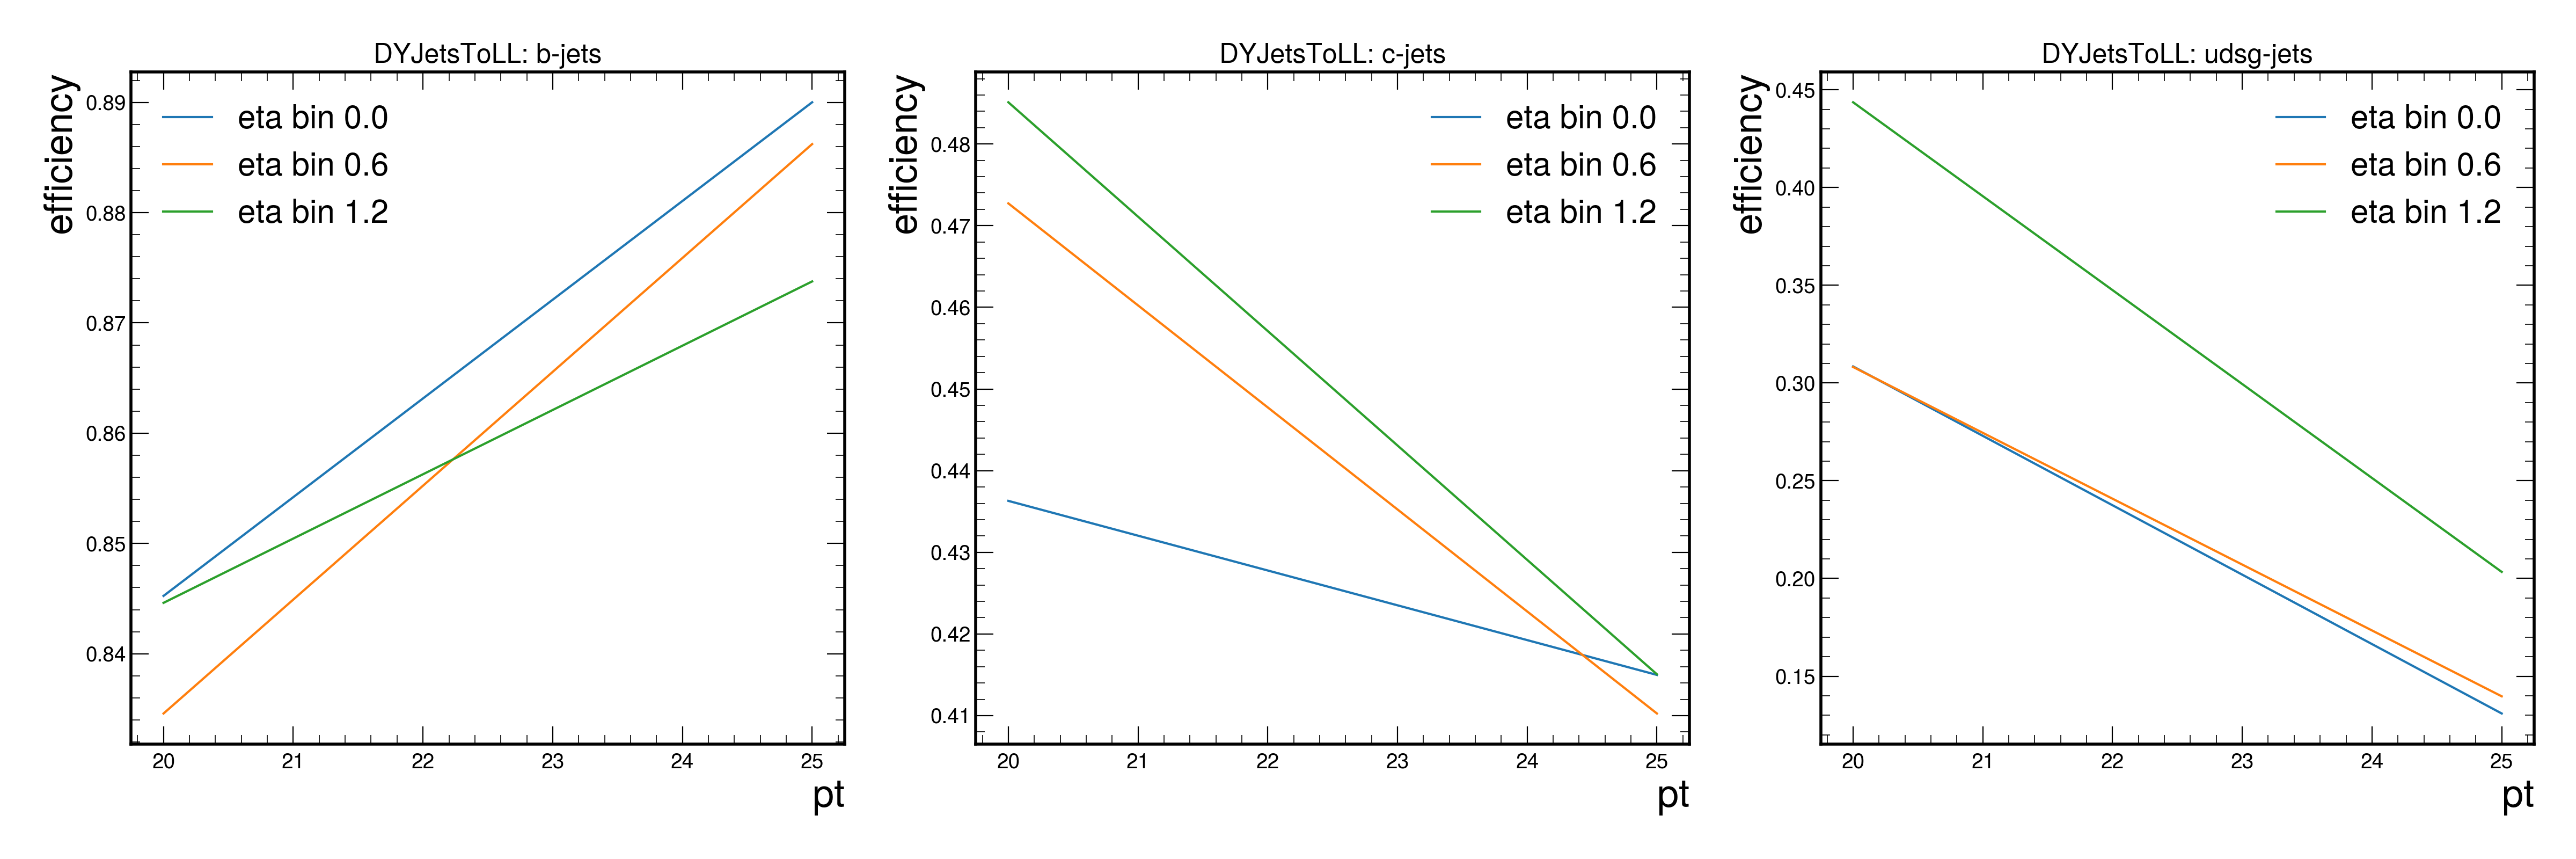 DYJetsToLL: b-jets
efficiency
0.89
0.88
0.87
0.86
0.85
0.84
eta bin 0.0
eta bin 0.6
eta bin 1.2
20 21 22 23 24 25
pt
DYJetsToLL: c-jets
efficiency
0.48
0.47
0.46
0.45
0.44
0.43
0.42
0.41
eta bin 0.0
eta bin 0.6
eta bin 1.2
20 21 22 23 24 25
pt
DYJetsToLL: udsg-jets
efficiency
0.45
0.40
0.35
0.30
0.25
0.20
0.15
eta bin 0.0
eta bin 0.6
eta bin 1.2
20 21 22 23 24 25
pt